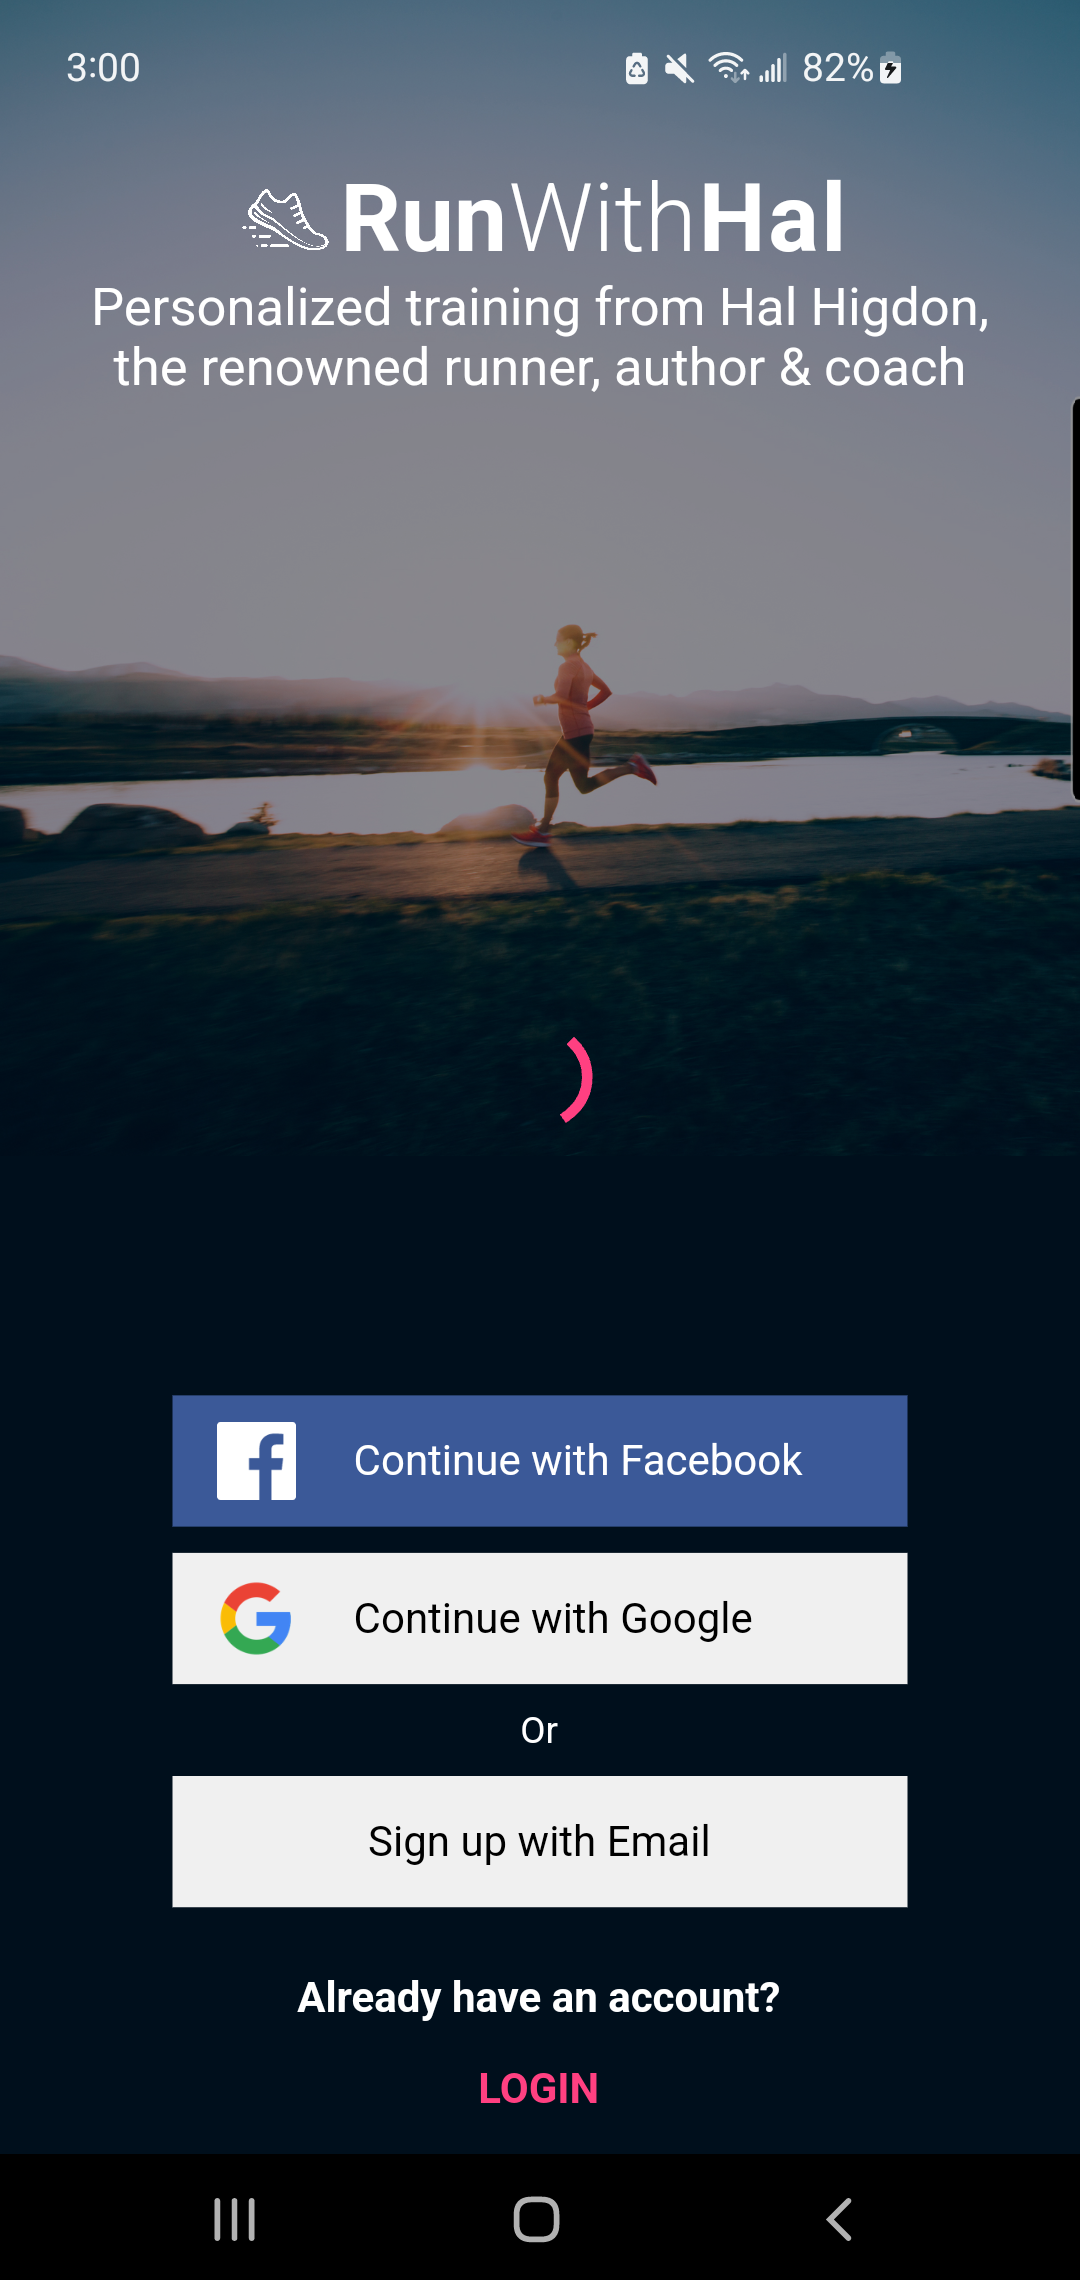 3:00
82%
RunWithHal
Personalized training from Hal Higdon,
the renowned runner, author & coach
Continue with Facebook
Continue with Google
Or
Sign up with Email
Already have an account?
LOGIN